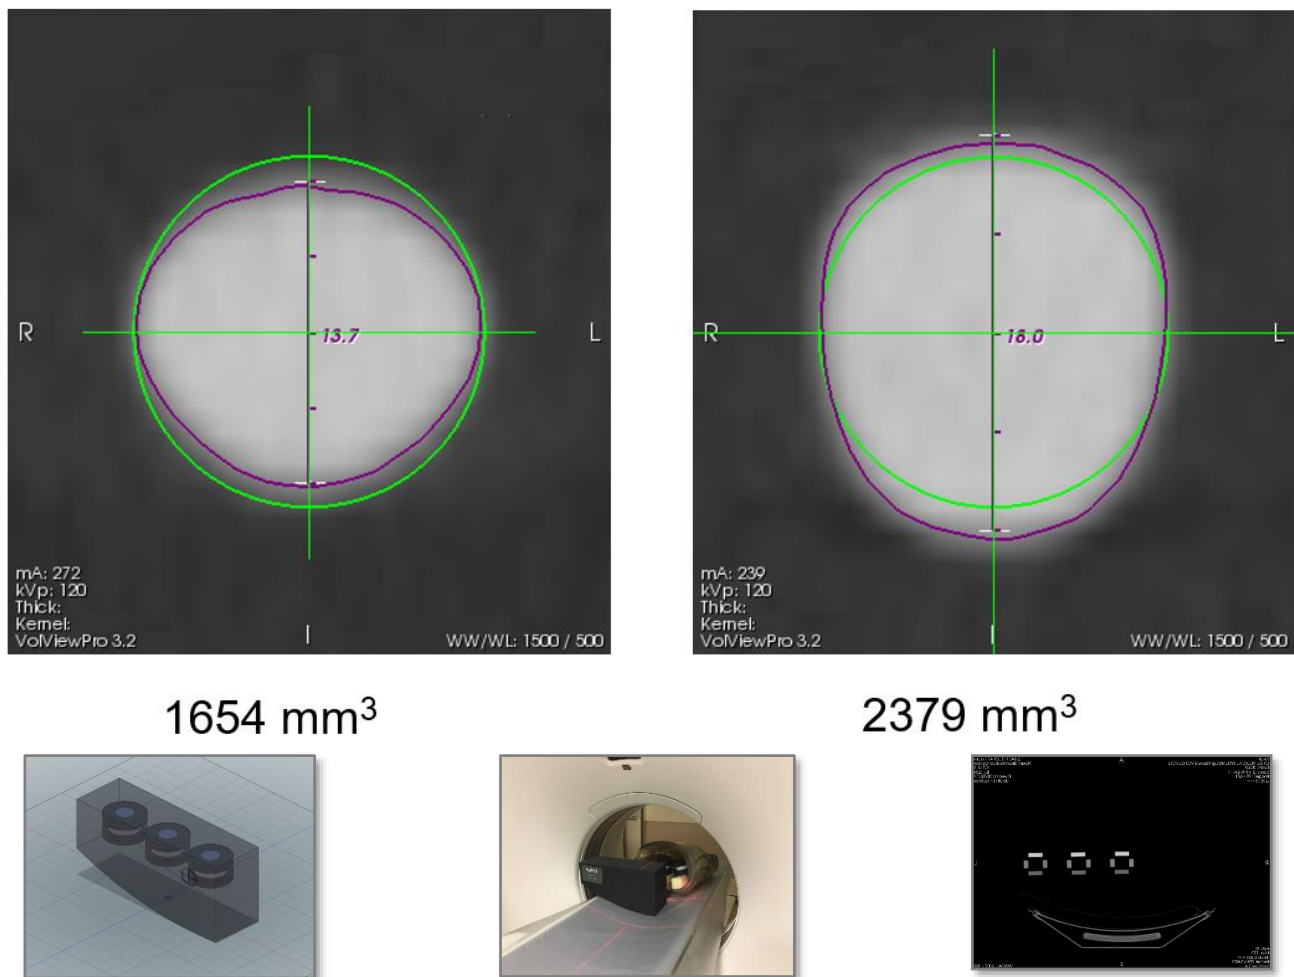 R
13.7
L
mA: 272
kVp: 120
Thick:
Kernel:
VolViewPro 3.2
I
WW/WL: 1500 / 500
R
18.0
L
mA: 239
kVp: 120
Thick:
Kernel:
VolViewPro 3.2
I
WW/WL: 1500 / 500
1654 mm³
2379 mm³
A